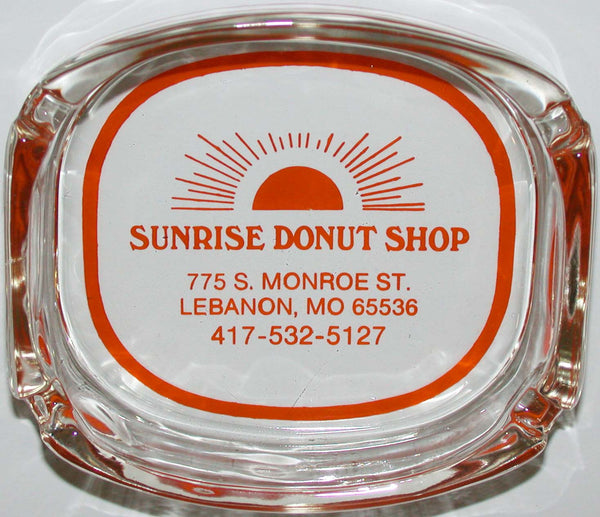 SUNRISE DONUT SHOP
775 S. MONROE ST.
LEBANON, MO 65536
417-532-5127